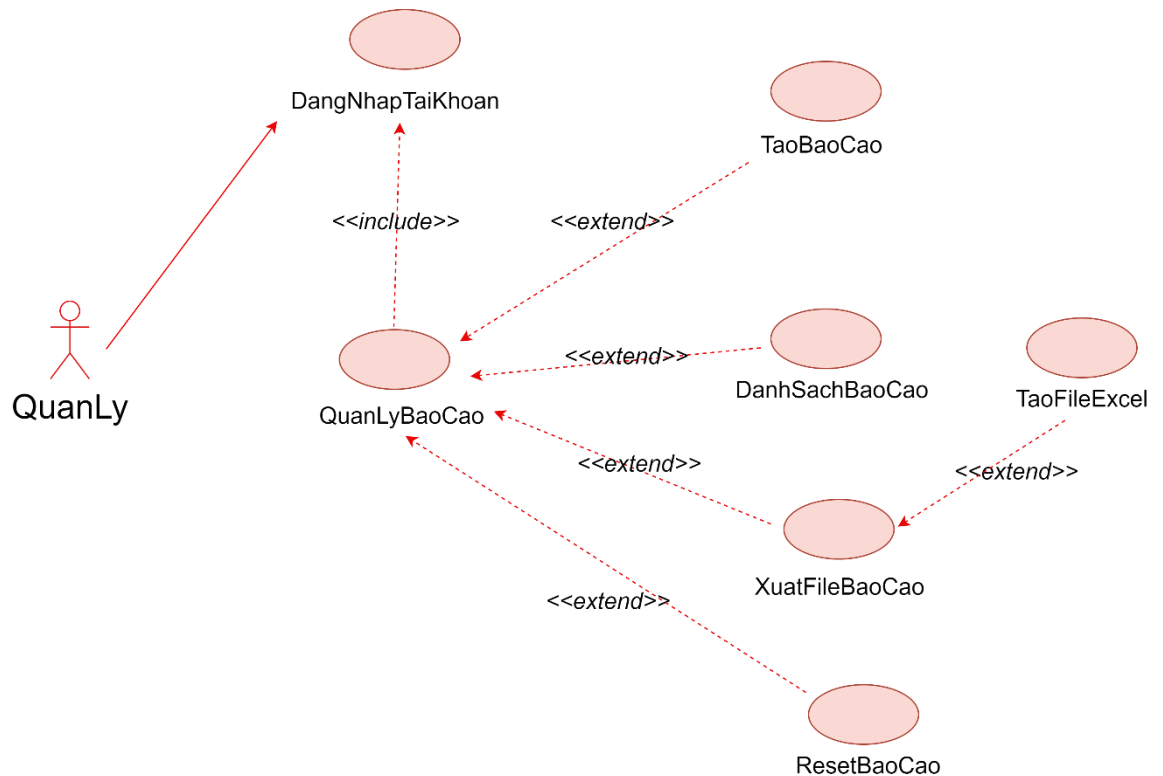 DangNhapTaiKhoan
TaoBaoCao
<<include>>
<<extend>>
<<extend>>
QuanLy
QuanLyBaoCao
DanhSachBaoCao
TaoFileExcel
<<extend>>
<<extend>>
XuatFileBaoCao
<<extend>>
ResetBaoCao